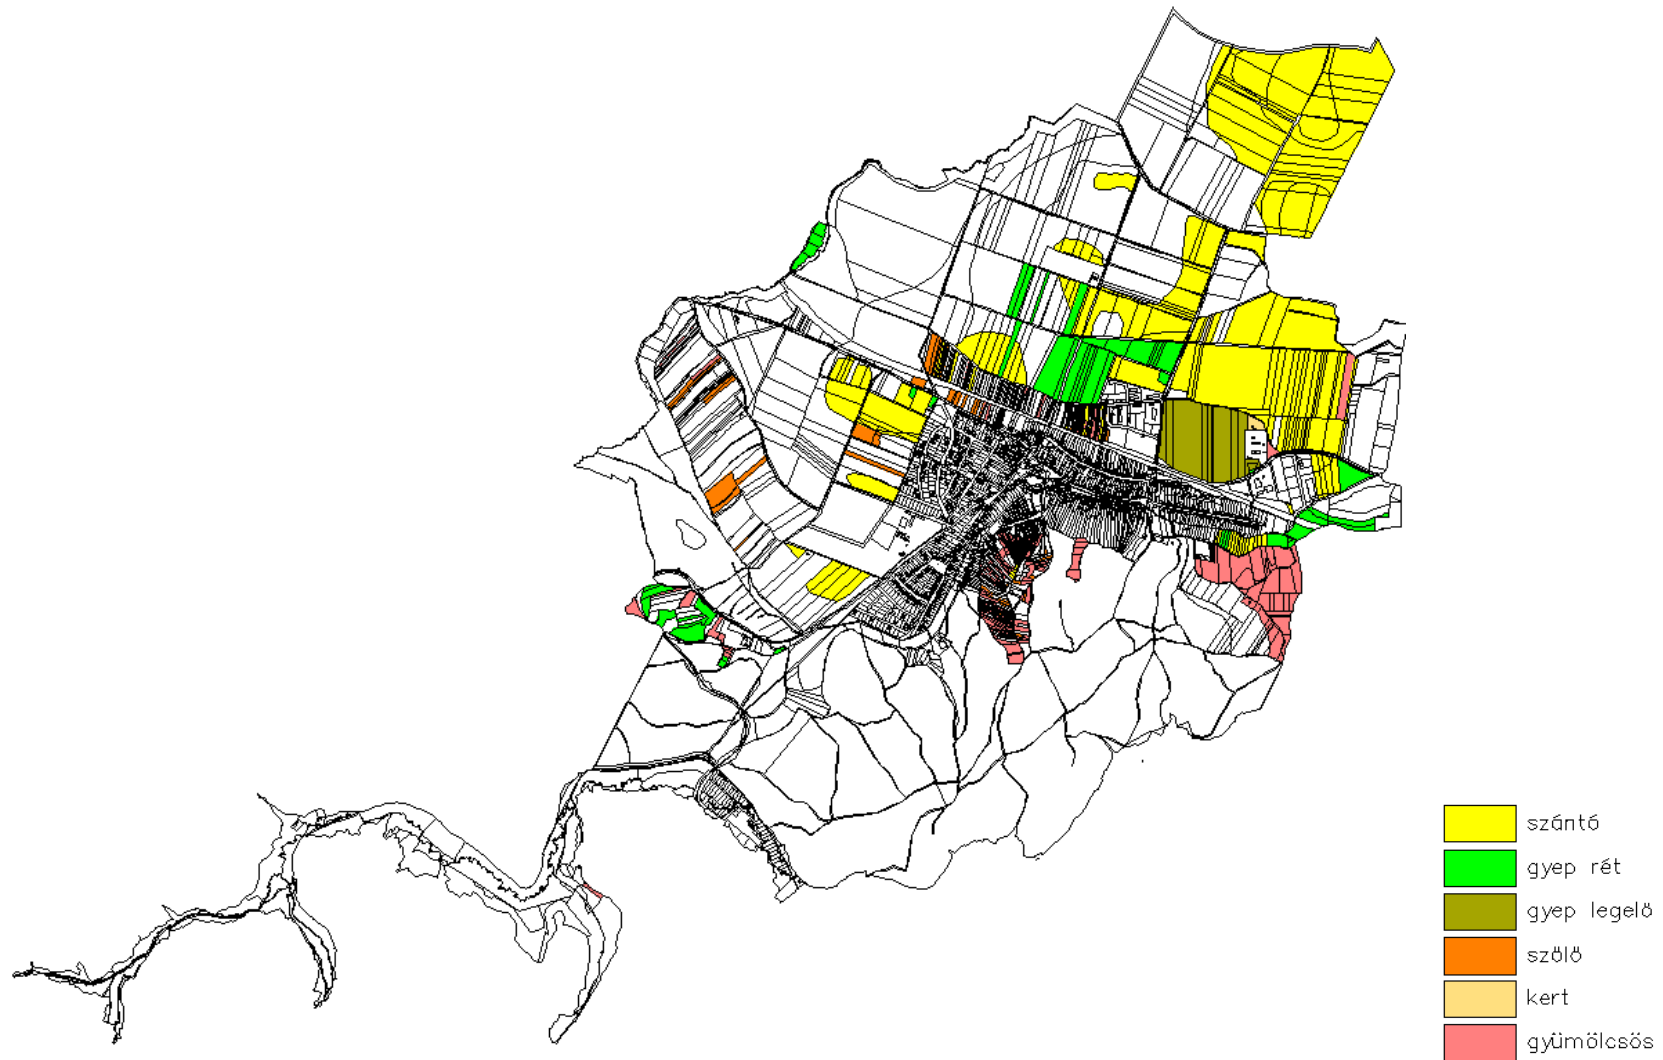 szántó
gyep rét
gyep legelő
szőlő
kert
gyümölcsös